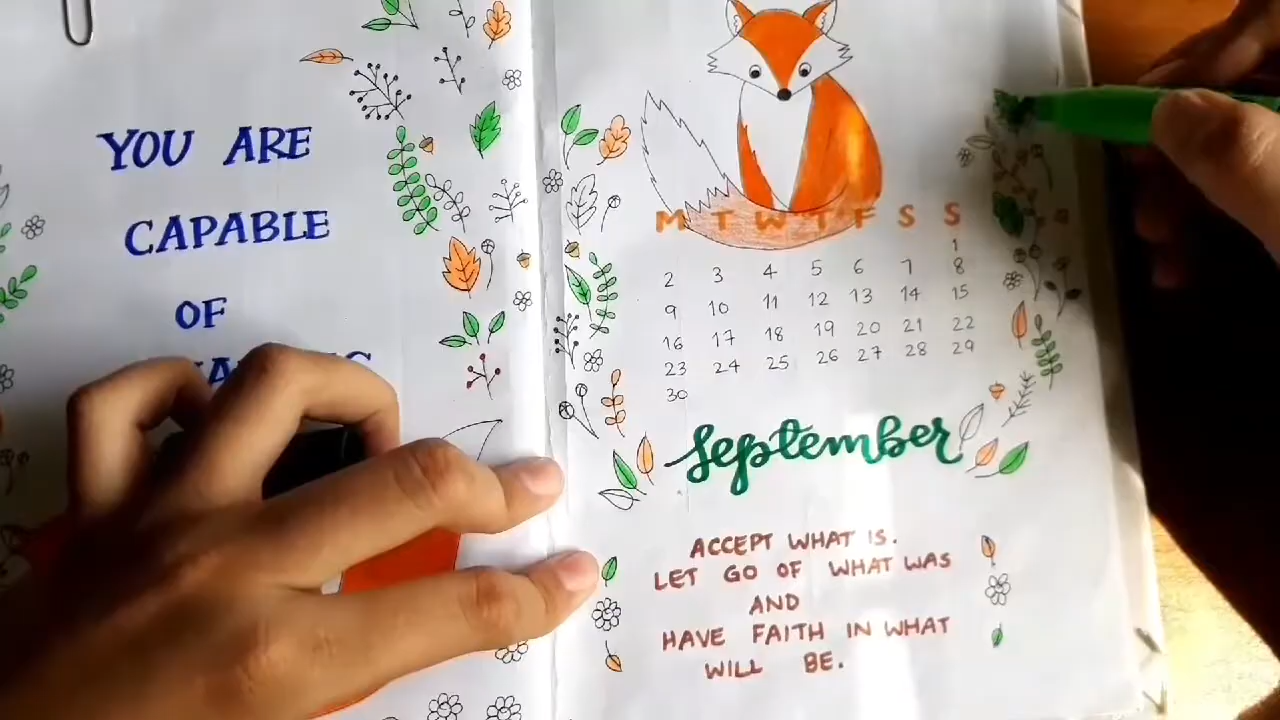 YOU ARE
CAPABLE
OF
M T W T F S S
1
2 3 4 5 6 7 8
9 10 11 12 13 14 15
16 17 18 19 20 21 22
23 24 25 26 27 28 29
30
September
ACCEPT WHAT IS.
LET GO OF WHAT WAS
AND
HAVE FAITH IN WHAT
WILL BE.